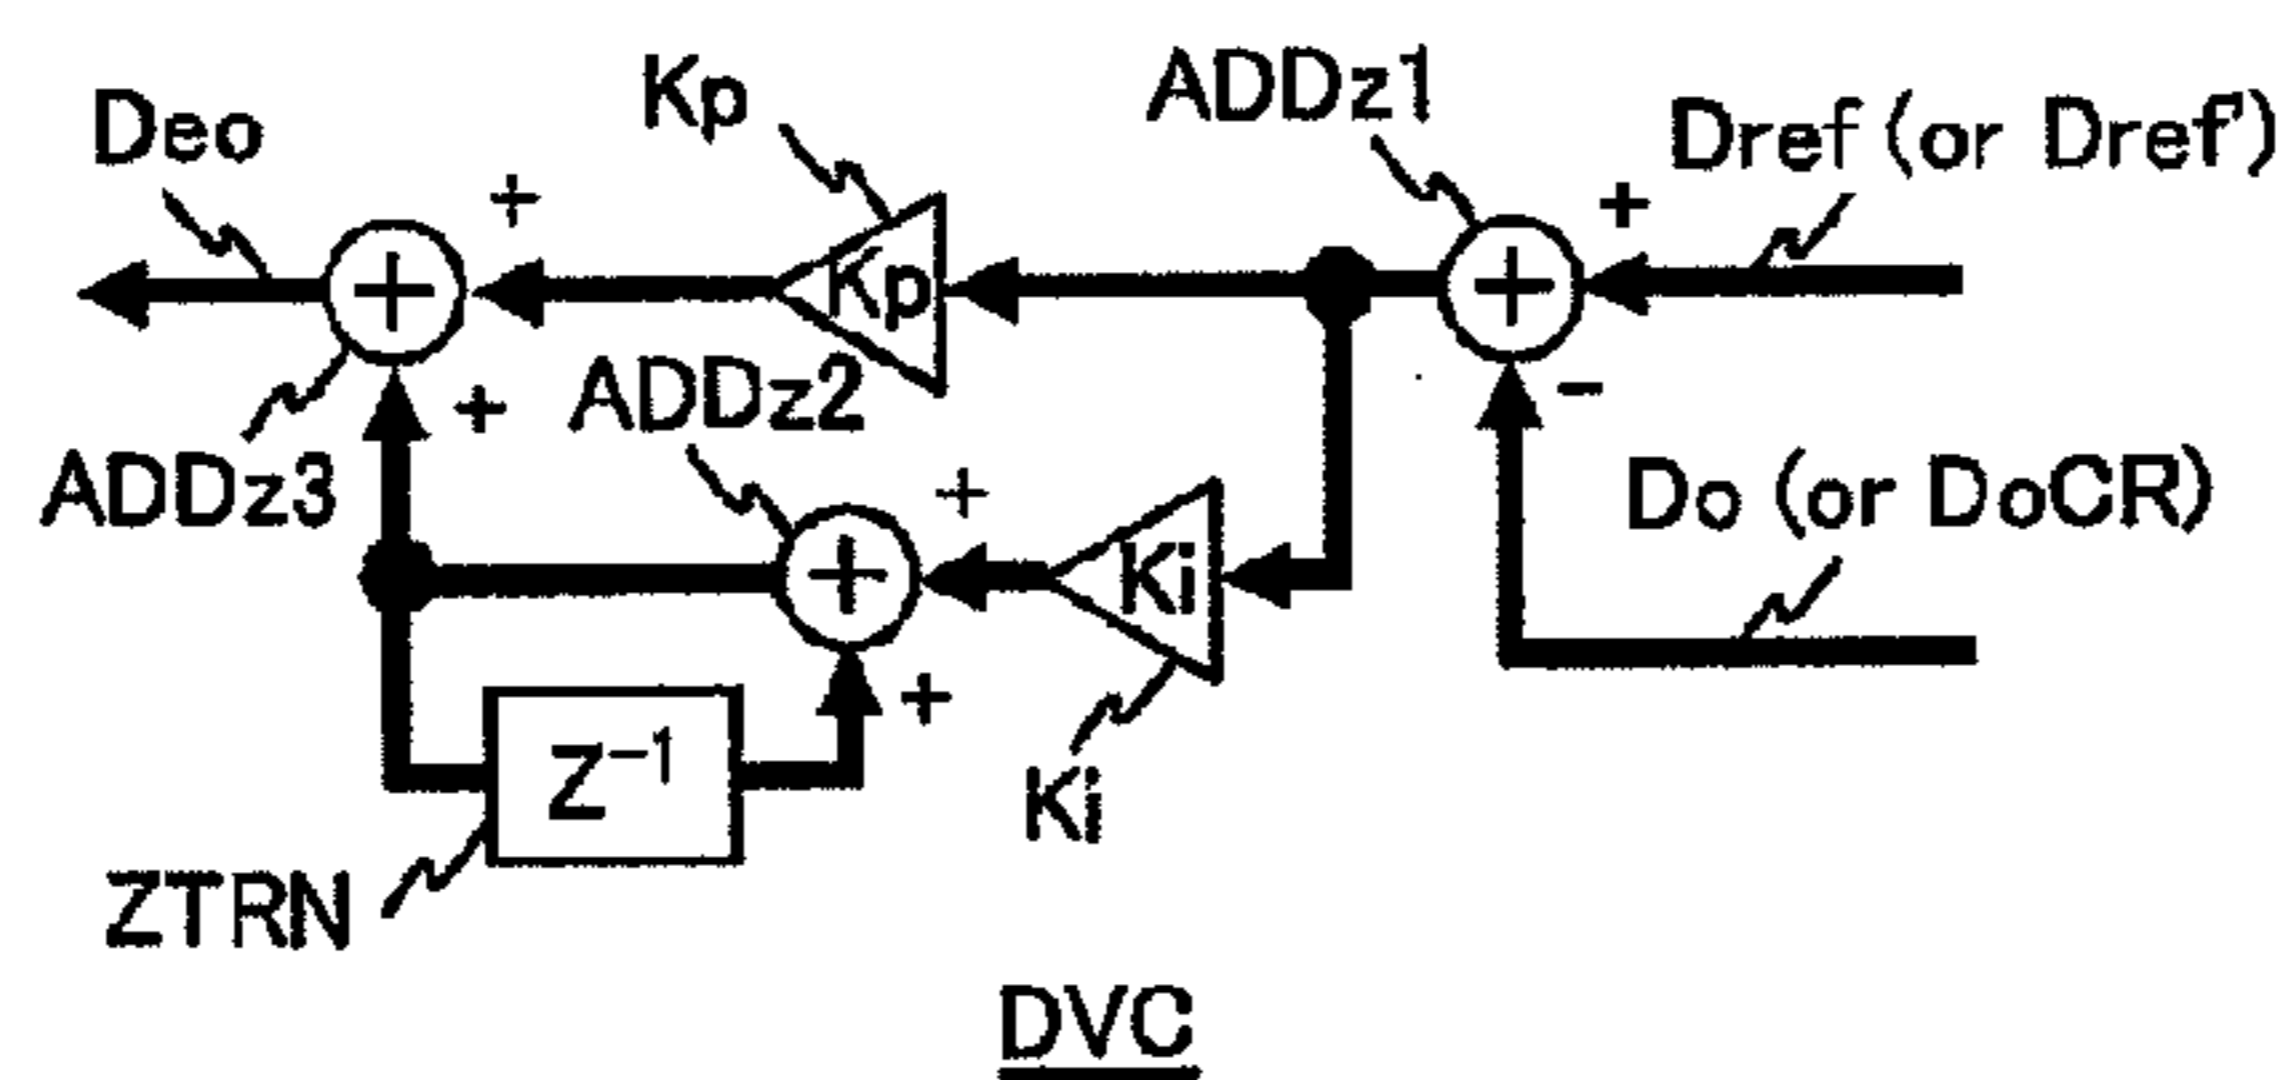 Deo
Kp
ADDz1
Dref (or Dref')
+
+
+
Kp
+
ADDz3
+
ADDz2
+
-
Do (or DoCR)
+
+
Ki
Z⁻¹
+
Ki
ZTRN
DVC